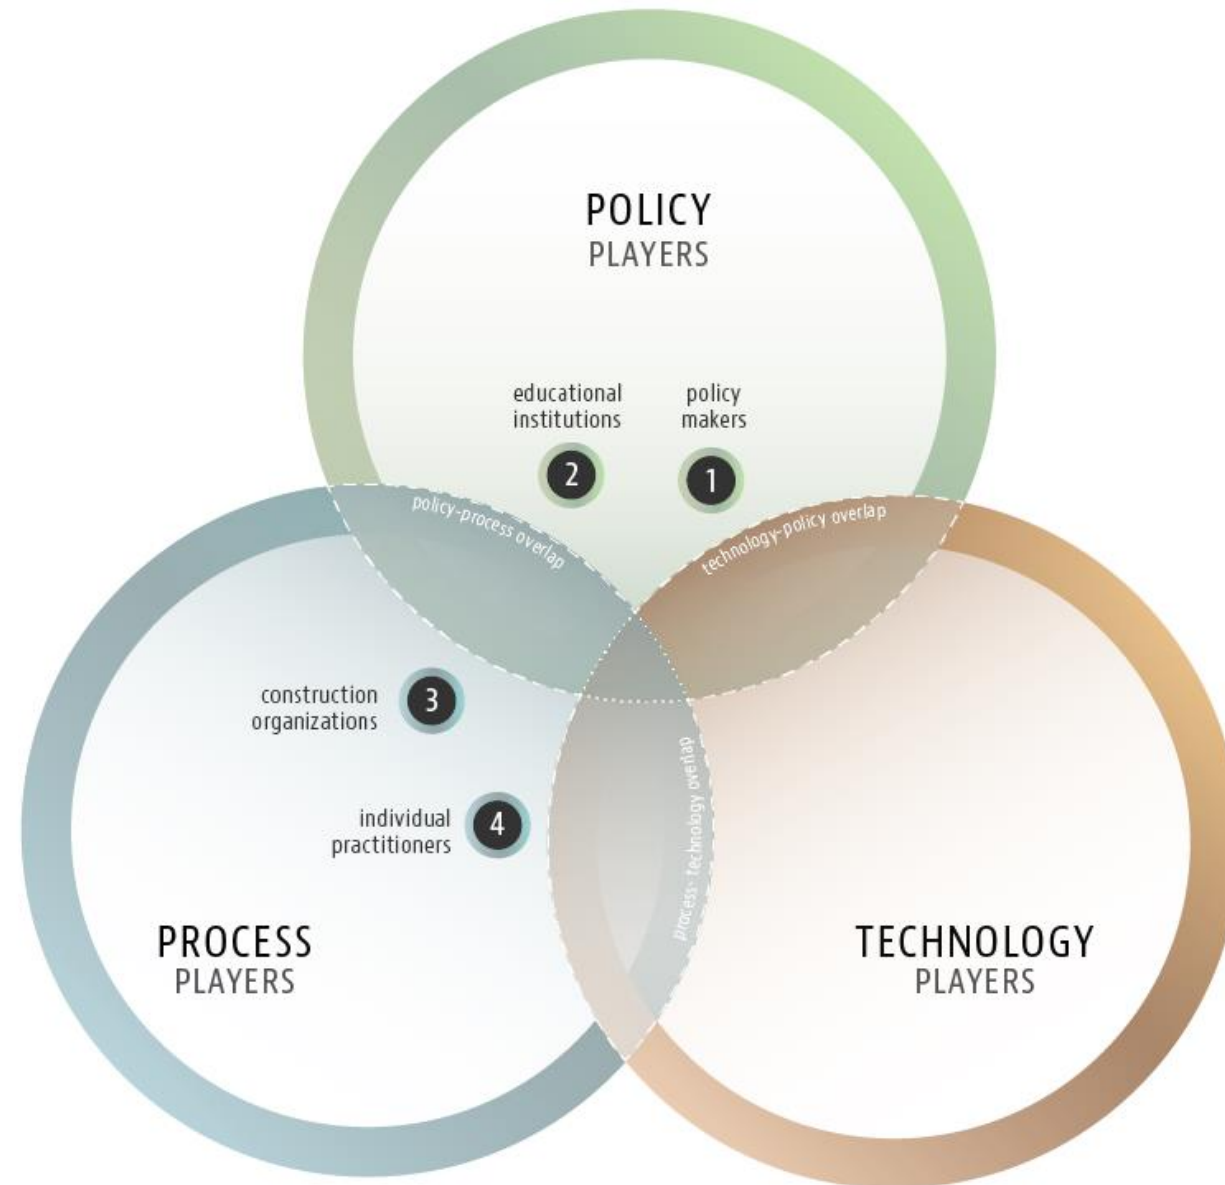 POLICY
PLAYERS
educational
institutions
2
policy
makers
1
policy-process overlap
technology-policy overlap
construction
organizations
3
individual
practitioners
4
process- technology overlap
PROCESS
PLAYERS
TECHNOLOGY
PLAYERS